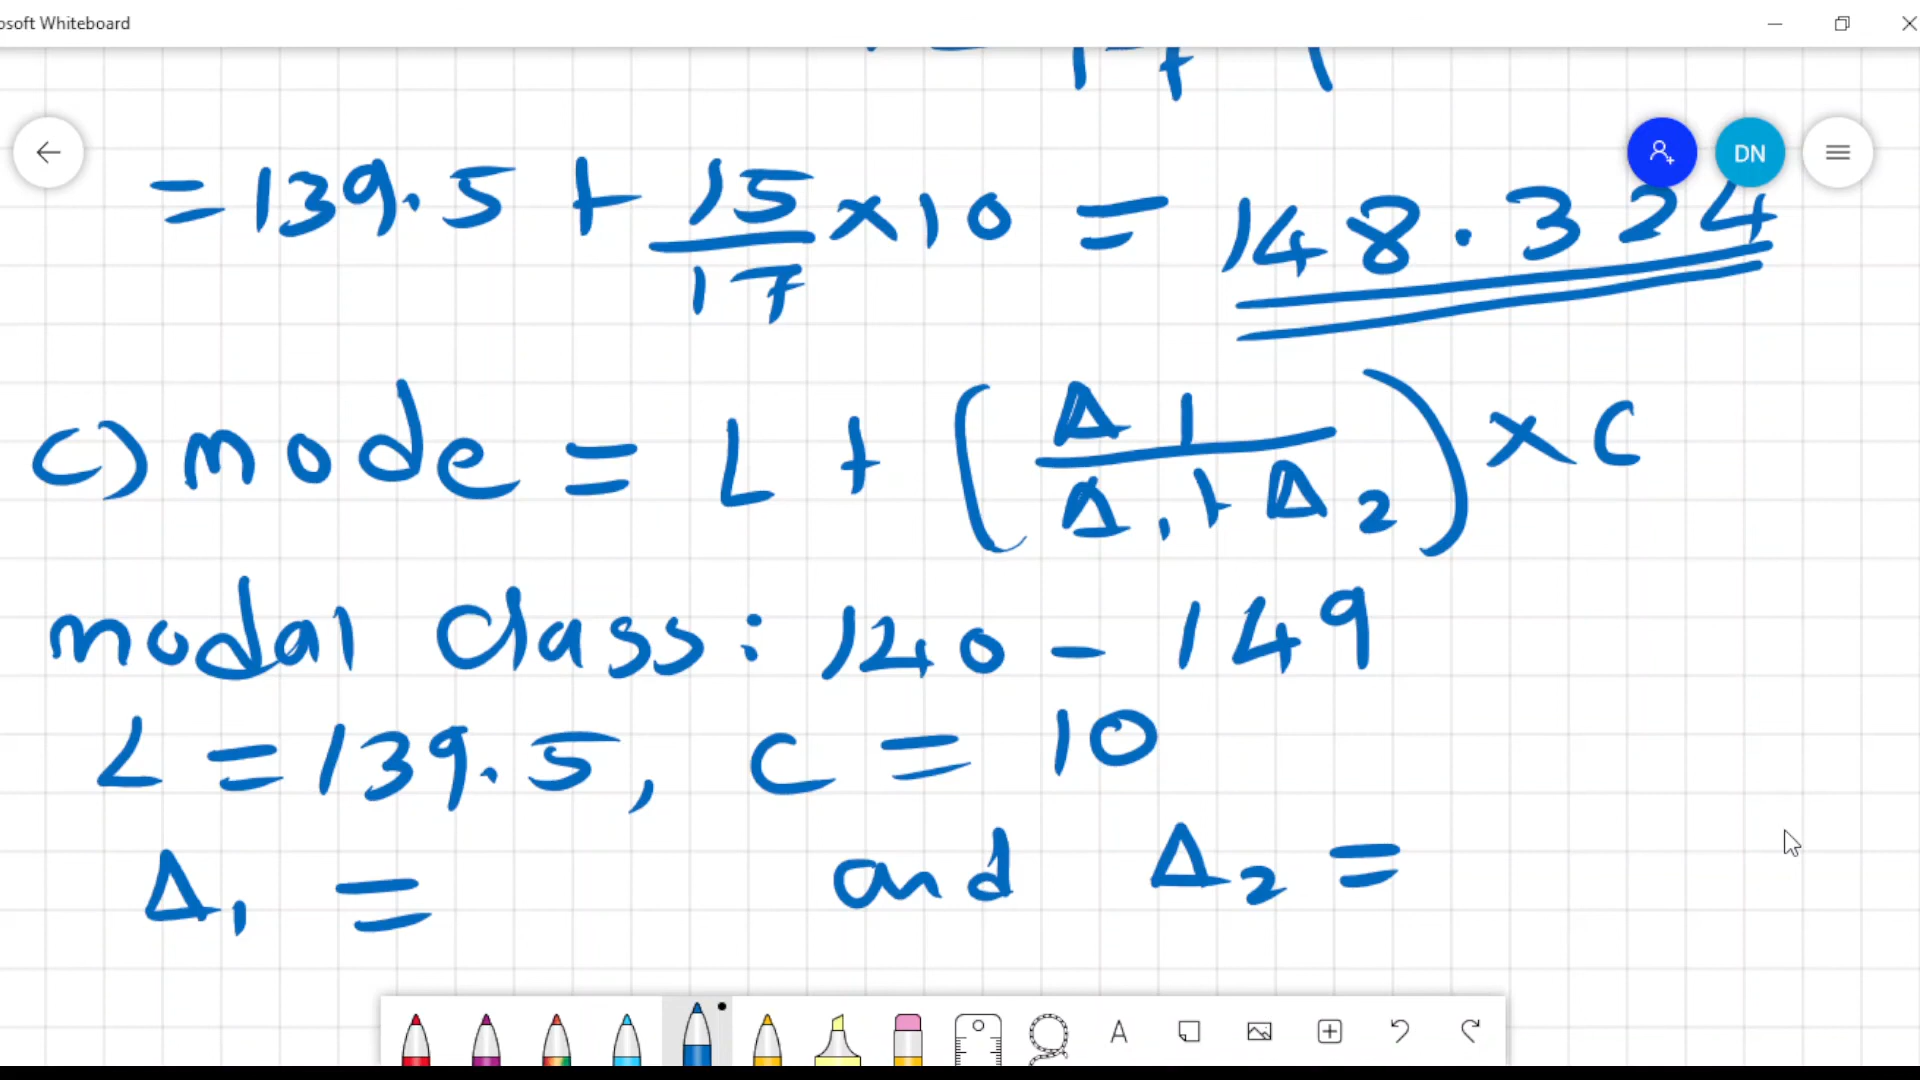 osoft Whiteboard
DN
= 139.5 + 15/17 × 10 = 148.324
c) mode = L + (Δ1/Δ1+Δ2) × C
modal class: 140 - 149
L = 139.5, C = 10
Δ1 = and Δ2 =
A